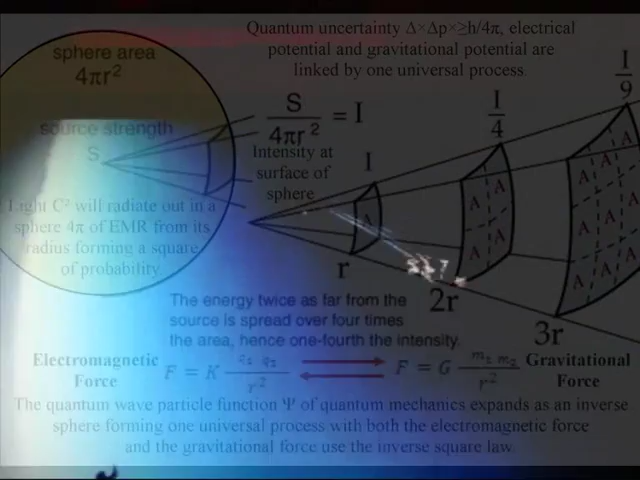 Quantum uncertainty Δ×Δp×≥h/4π, electrical
potential and gravitational potential are
linked by one universal process.
sphere area
4πr²
source strength
S
S
4πr²
= I
Intensity at
surface of
sphere
I
I
4
I
9
A
A A
A A
A A A
A A A
A A A
r
2r
3r
Light C² will radiate out in a
sphere 4π of EMR from its
radius forming a square
of probability.
The energy twice as far from the
source is spread over four times
the area, hence one-fourth the intensity.
Electromagnetic
Force
F = K
r²
F = G
m₁ m₂
r²
Gravitational
Force
The quantum wave particle function Ψ of quantum mechanics expands as an inverse
sphere forming one universal process with both the electromagnetic force
and the gravitational force use the inverse square law.